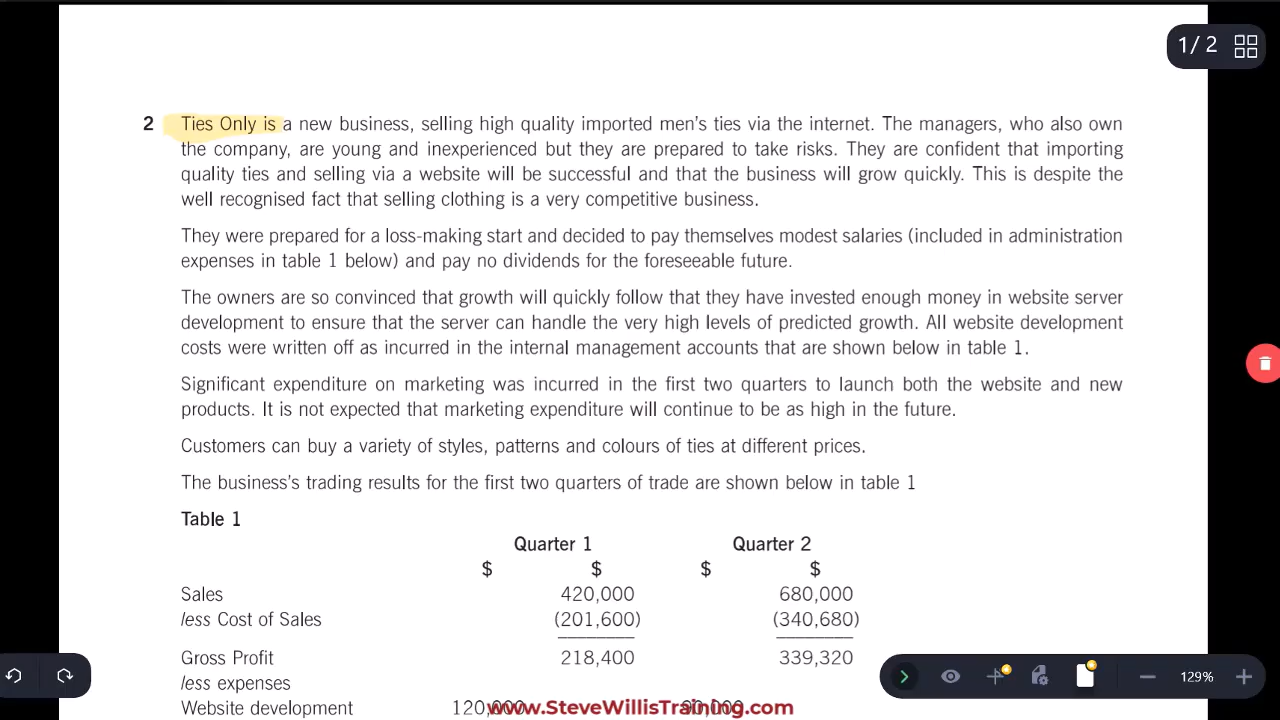 1/ 2
2 Ties Only is a new business, selling high quality imported men's ties via the internet. The managers, who also own
the company, are young and inexperienced but they are prepared to take risks. They are confident that importing
quality ties and selling via a website will be successful and that the business will grow quickly. This is despite the
well recognised fact that selling clothing is a very competitive business.
They were prepared for a loss-making start and decided to pay themselves modest salaries (included in administration
expenses in table 1 below) and pay no dividends for the foreseeable future.
The owners are so convinced that growth will quickly follow that they have invested enough money in website server
development to ensure that the server can handle the very high levels of predicted growth. All website development
costs were written off as incurred in the internal management accounts that are shown below in table 1.
Significant expenditure on marketing was incurred in the first two quarters to launch both the website and new
products. It is not expected that marketing expenditure will continue to be as high in the future.
Customers can buy a variety of styles, patterns and colours of ties at different prices.
The business's trading results for the first two quarters of trade are shown below in table 1
Table 1
Quarter 1 Quarter 2
$ $ $ $
Sales 420,000 680,000
less Cost of Sales (201,600) (340,680)
Gross Profit 218,400 339,320
less expenses
129%
Website development
www.SteveWillisTraining.com